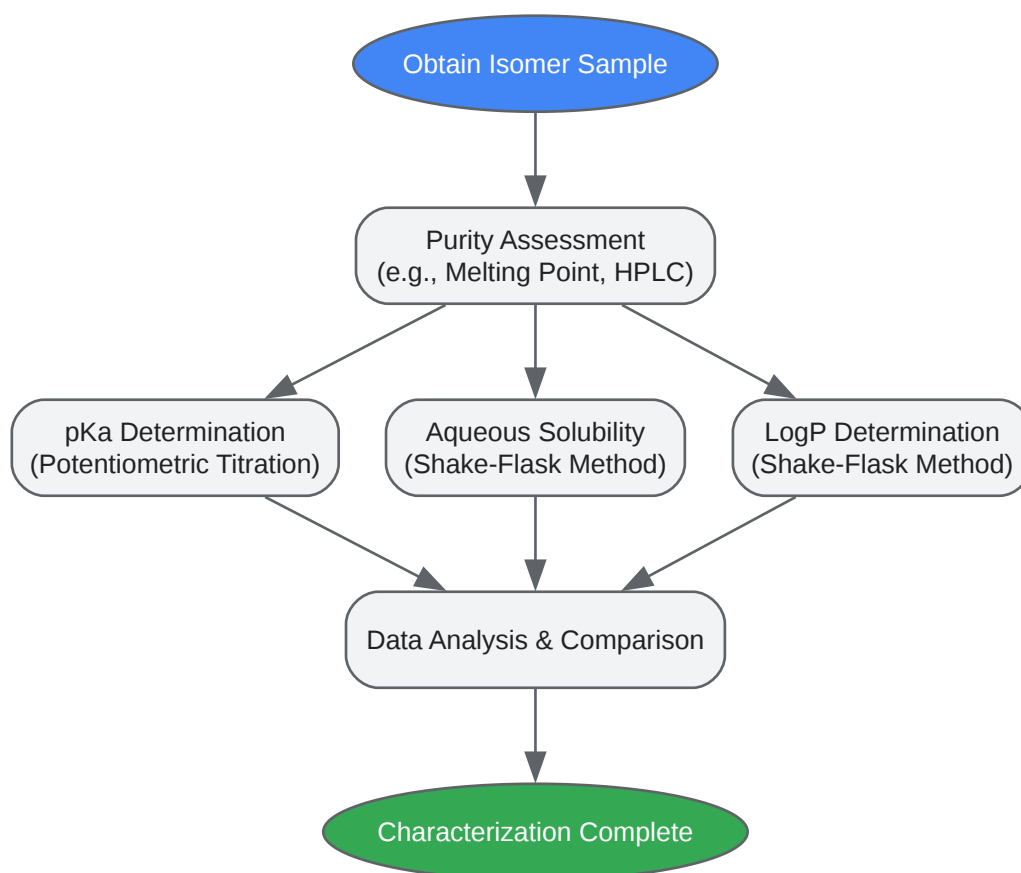 Obtain Isomer Sample
Purity Assessment
(e.g., Melting Point, HPLC)
pKa Determination
(Potentiometric Titration)
Aqueous Solubility
(Shake-Flask Method)
LogP Determination
(Shake-Flask Method)
Data Analysis & Comparison
Characterization Complete